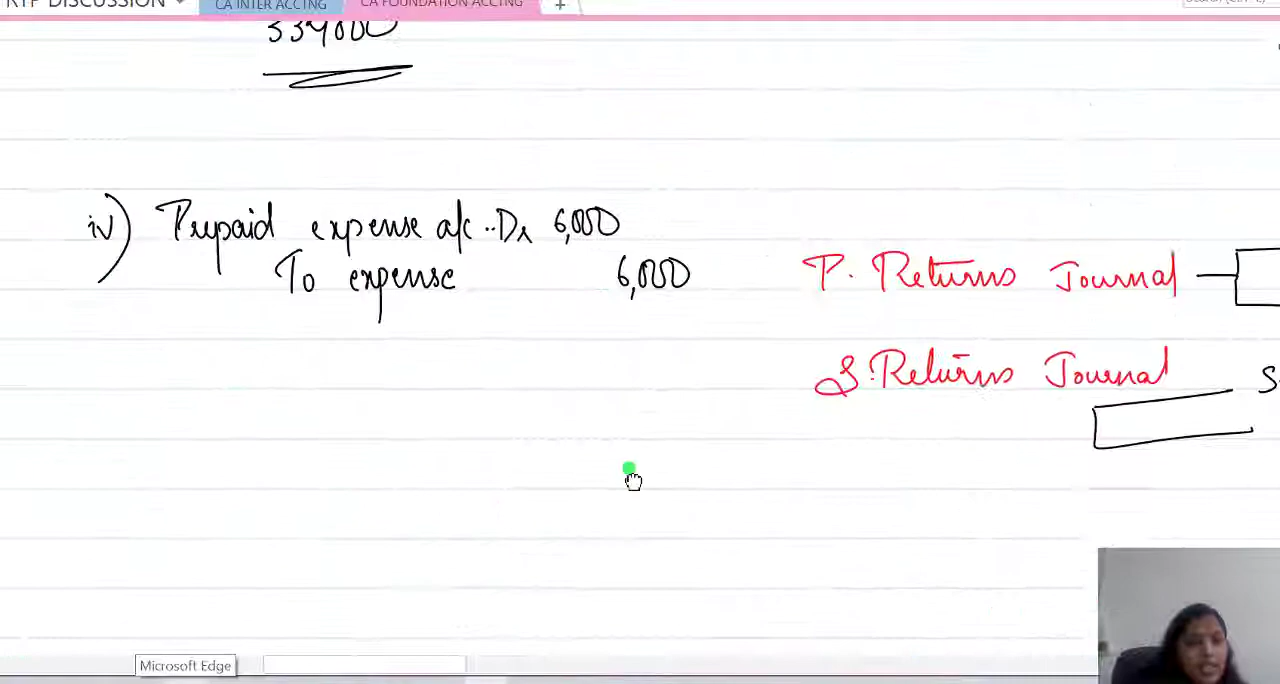 RTP DISCUSSION
CA INTER ACCTNG
CA FOUNDATION ACCTNG
+
339000
iv) Prepaid expense a/c ..Dr 6,000
To expense 6,000
P. Returns Journal
S. Returns Journal
Microsoft Edge